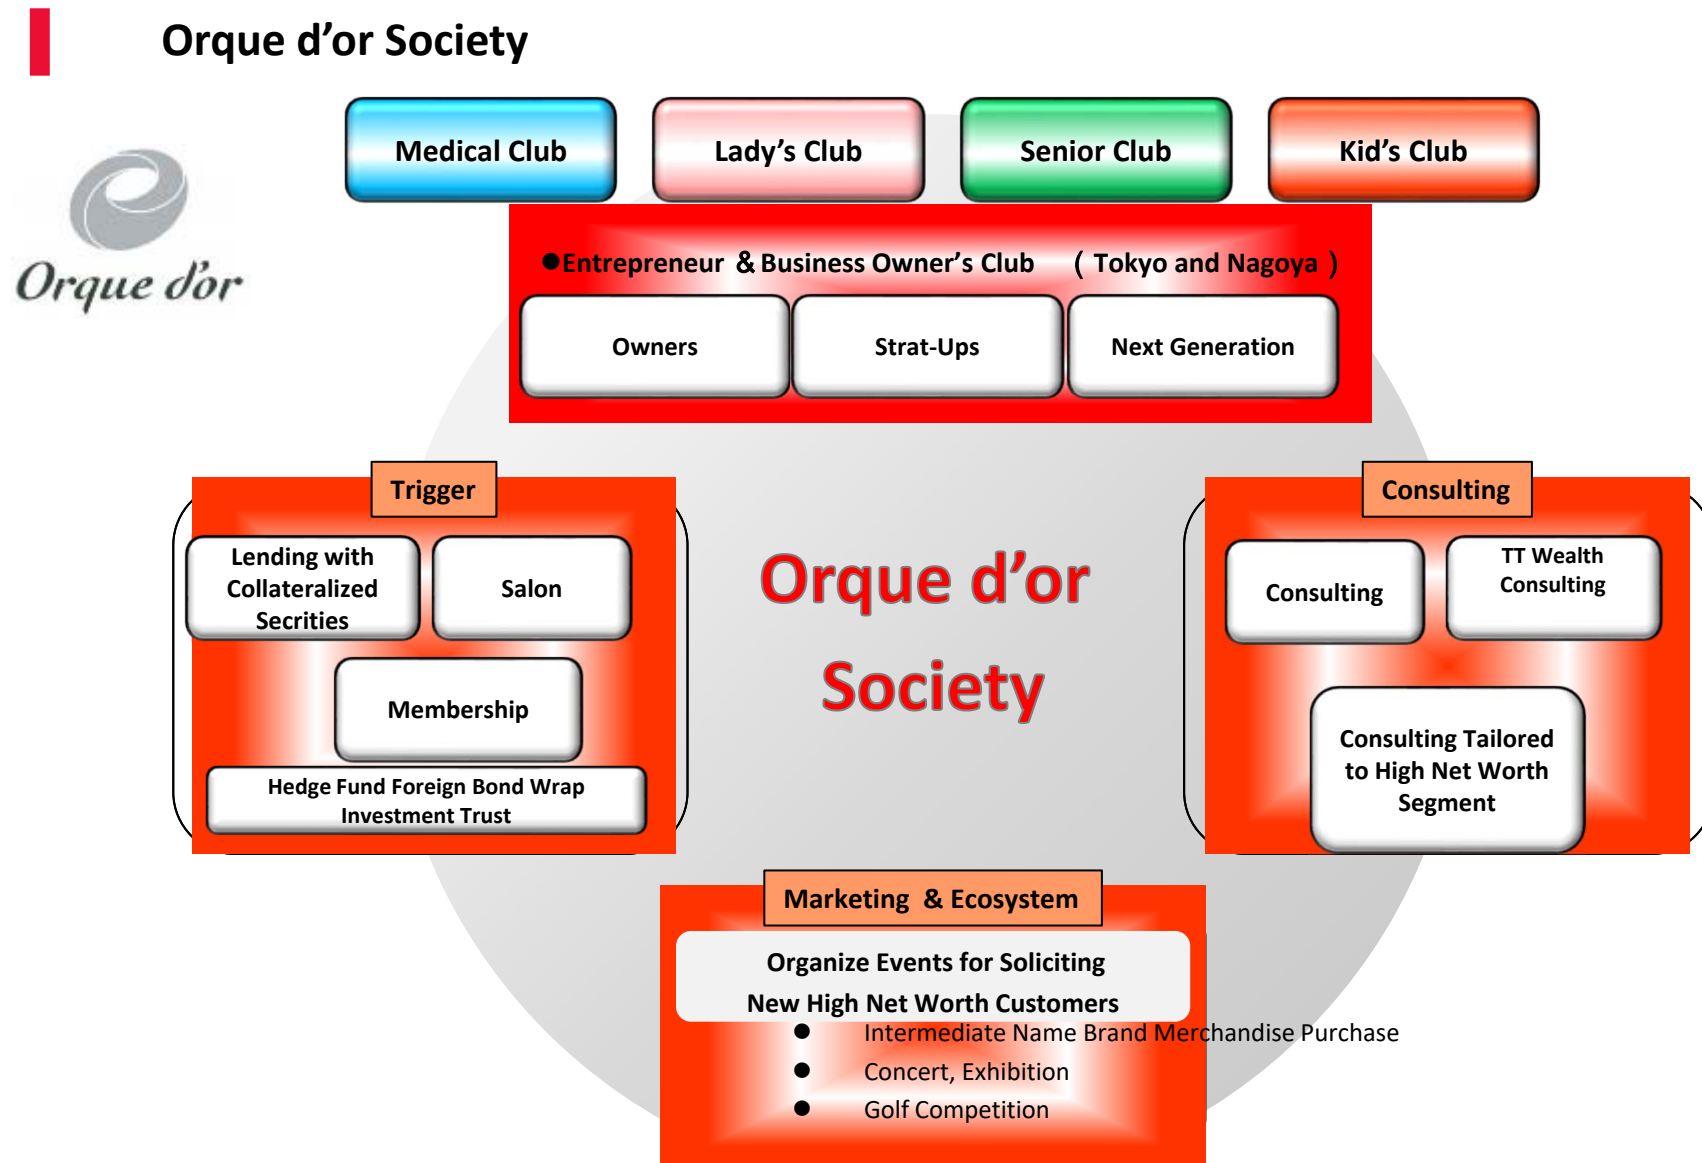 Orque d’or Society
Orque d'or
Medical Club
Lady’s Club
Senior Club
Kid’s Club
●Entrepreneur ＆Business Owner’s Club （Tokyo and Nagoya）
Owners
Strat-Ups
Next Generation
Trigger
Lending with
Collateralized
Secrities
Salon
Membership
Hedge Fund Foreign Bond Wrap
Investment Trust
Orque d’or
Society
Consulting
Consulting
TT Wealth
Consulting
Consulting Tailored
to High Net Worth
Segment
Marketing & Ecosystem
Organize Events for Soliciting
New High Net Worth Customers
● Intermediate Name Brand Merchandise Purchase
● Concert, Exhibition
● Golf Competition